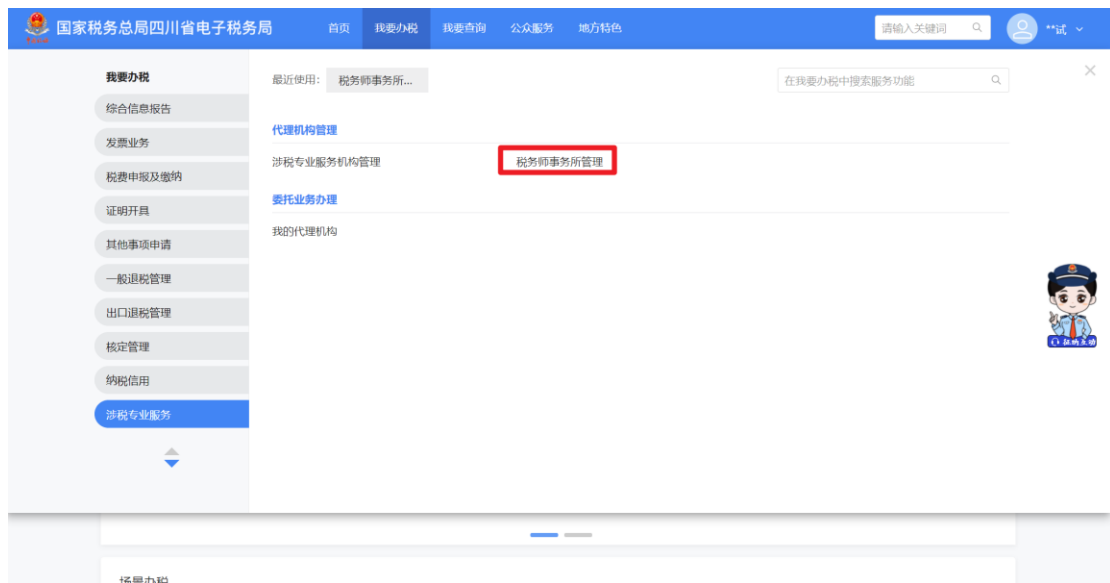 国家税务总局四川省电子税务局 首页 我要办税 我要查询 公众服务 地方特色 请输入关键词 **试
我要办税
综合信息报告
发票业务
税费申报及缴纳
证明开具
其他事项申请
一般退税管理
出口退税管理
核定管理
纳税信用
涉税专业服务
最近使用: 税务师事务所... 在我要办税中搜索服务功能
代理机构管理
涉税专业服务机构管理 税务师事务所管理
委托业务办理
我的代理机构
征纳互动
场景办税